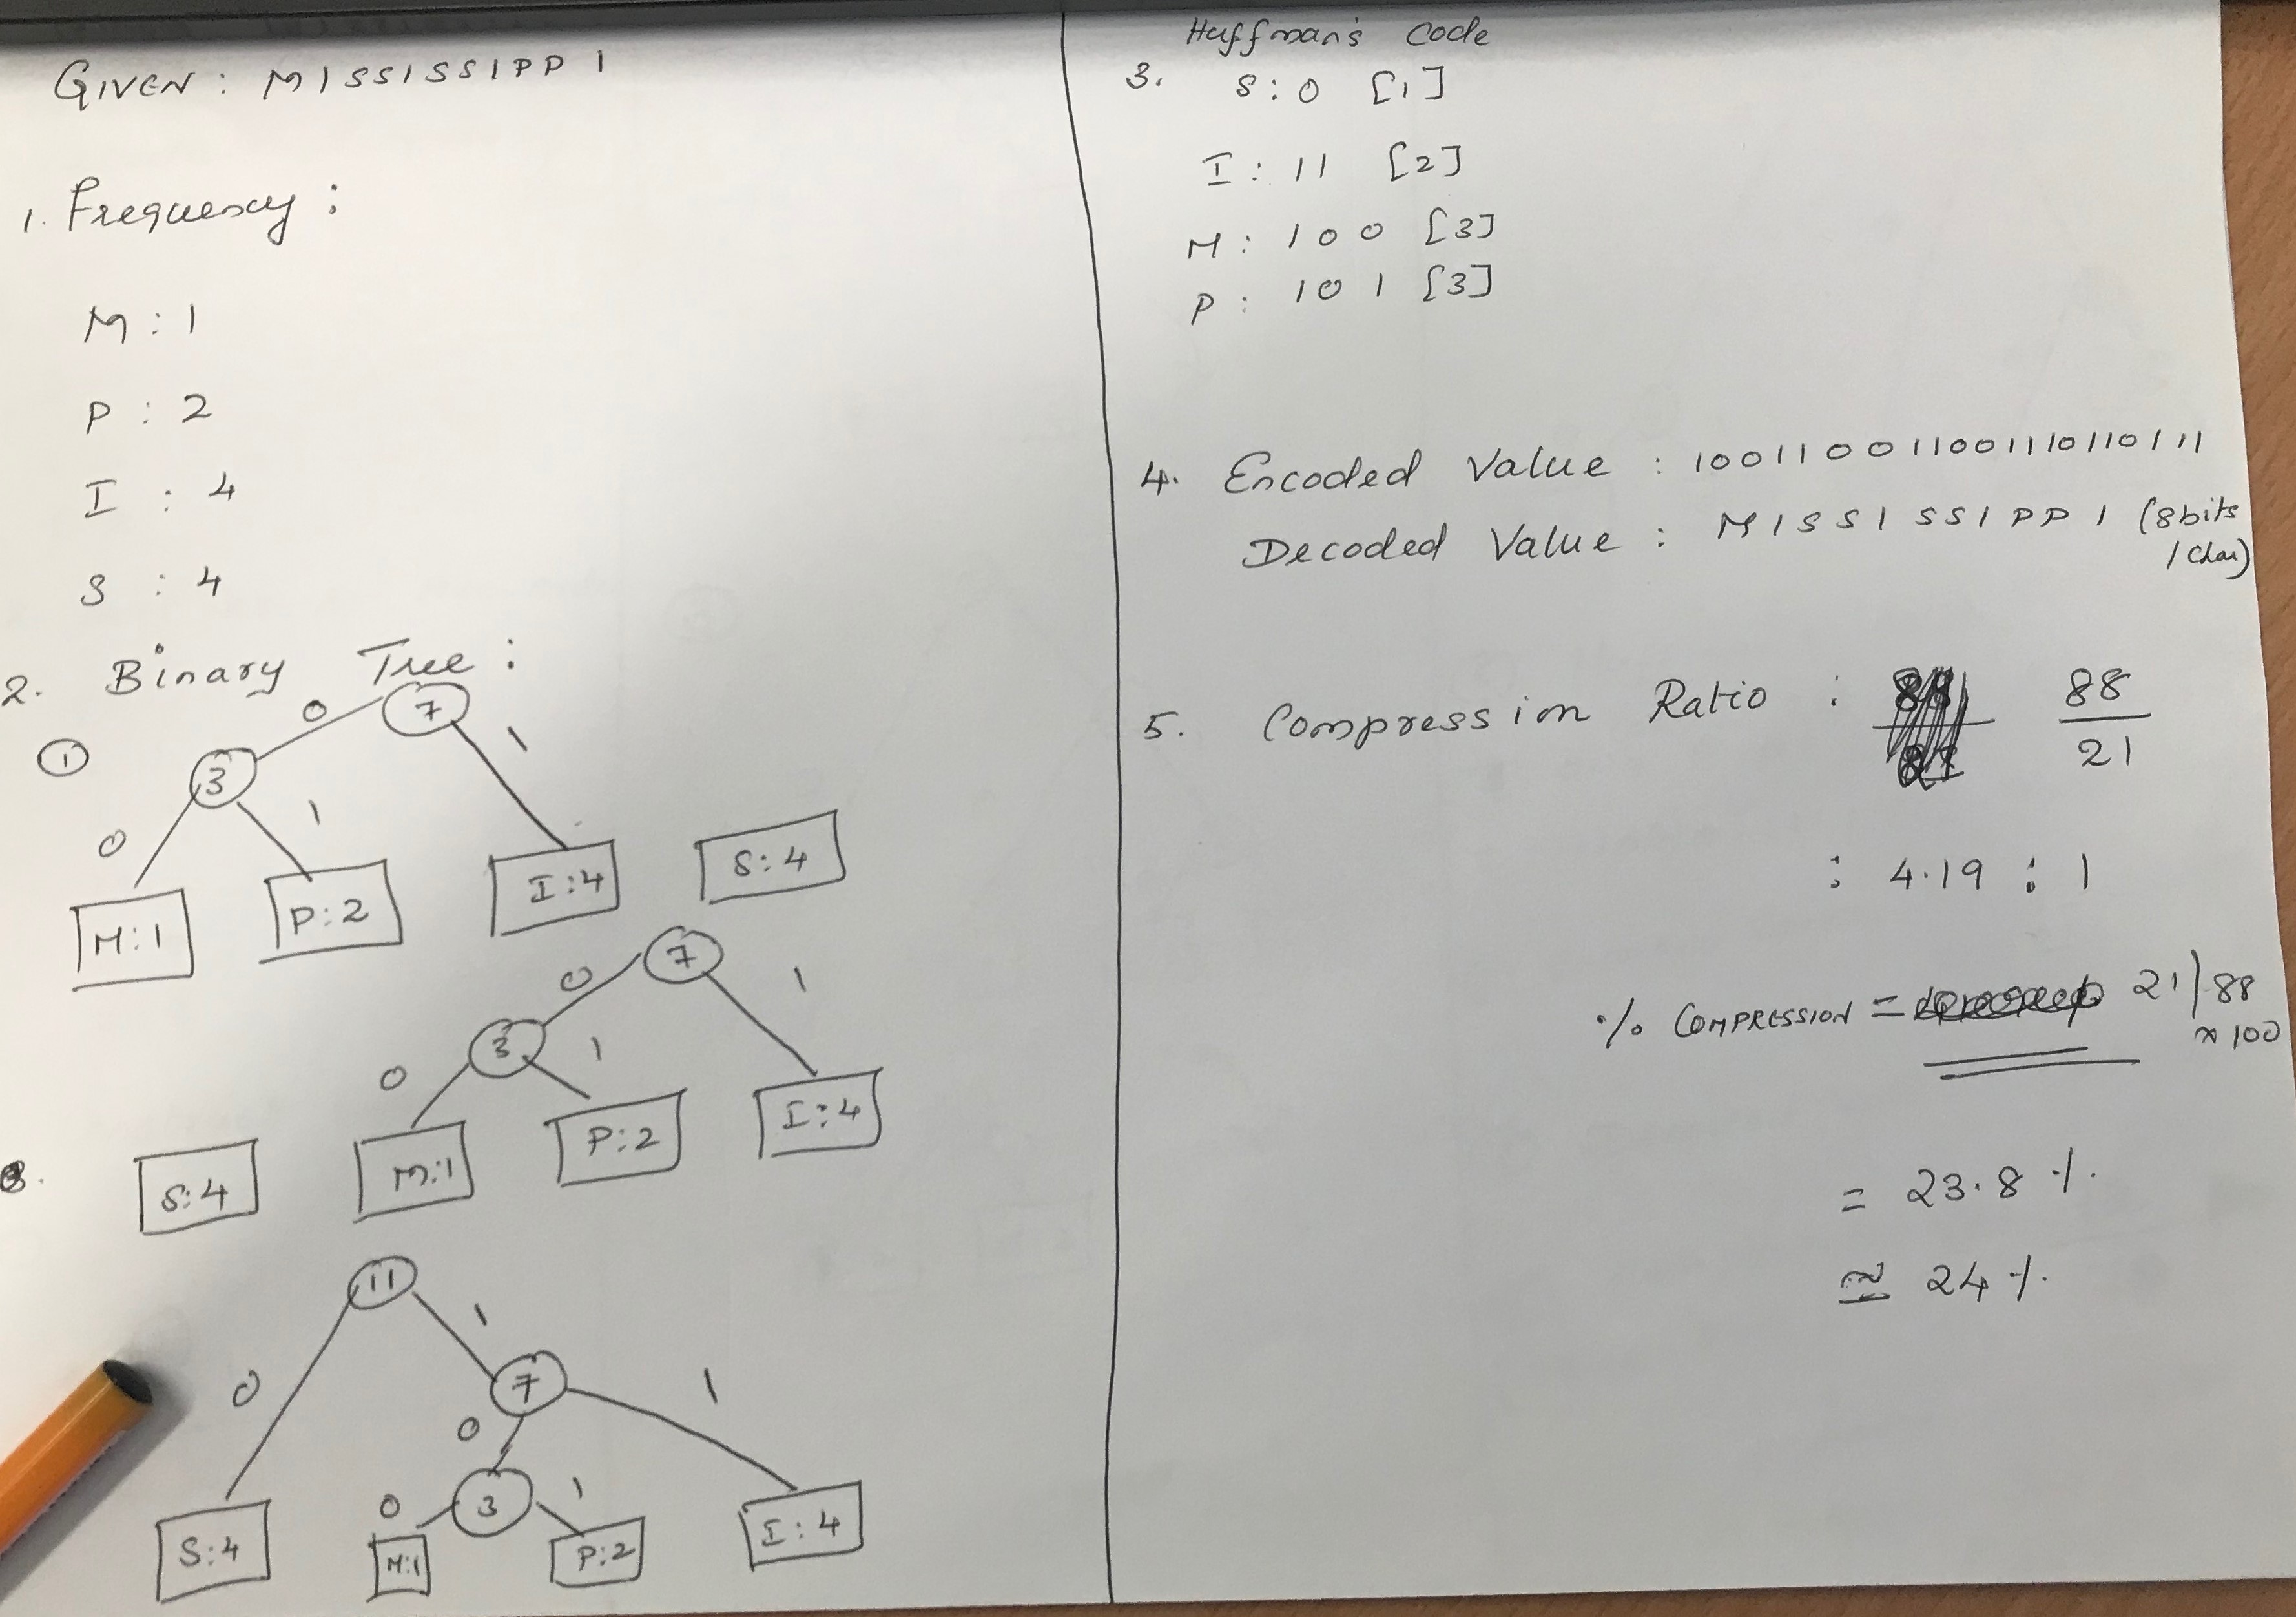 GIVEN : MISSISSIPPI
1. Frequency :
M : 1
P : 2
I : 4
S : 4
2. Binary Tree :
1
0 7 1
0 3 1
M:1 P:2 I:4 S:4
0 7 1
0 3 1
S:4 M:1 P:2 I:4
11
0 1
7
0 1
0 3 1
S:4 M:1 P:2 I:4
Huffman's Code
3. S : 0 [1]
I : 11 [2]
M : 100 [3]
P : 101 [3]
4. Encoded Value : 100110011001110110111
Decoded Value : MISSISSIPPI (8bits
/char)
5. Compression Ratio : 88/21
: 4.19 : 1
% COMPRESSION = 21/88
× 100
= 23.8 %
≅ 24 %